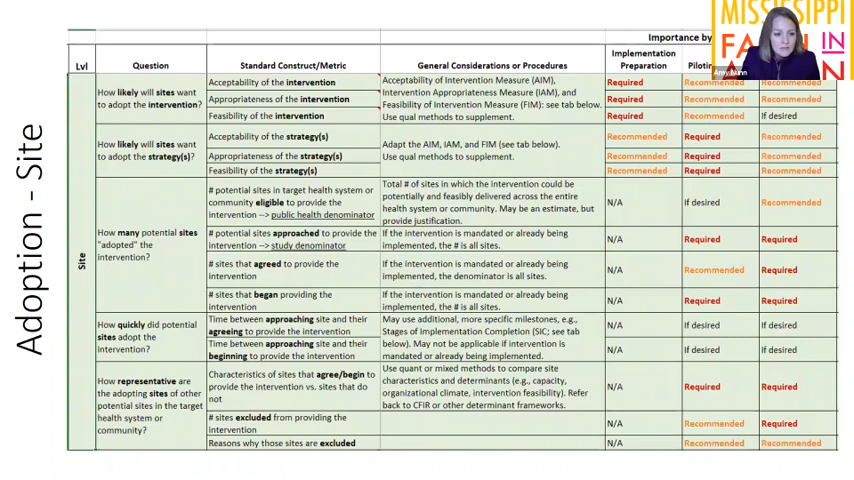 MISSISSIPPI
IN
Adoption - Site
Importance by
Lvl
Question
Standard Construct/Metric
General Considerations or Procedures
Implementation
Preparation
Site
How likely will sites want
to adopt the intervention?
Acceptability of the intervention
Appropriateness of the intervention
Feasibility of the intervention
Acceptability of Intervention Measure (AIM),
Intervention Appropriateness Measure (IAM), and
Feasibility of Intervention Measure (FIM): see tab below.
Use qual methods to supplement.
Required
Recommended
Recommended
Required
Recommended
Recommended
Required
Recommended
If desired
How likely will sites want
to adopt the strategy(s)?
Acceptability of the strategy(s)
Appropriateness of the strategy(s)
Feasibility of the strategy(s)
Adapt the AIM, IAM, and FIM (see tab below).
Use qual methods to supplement.
Recommended
Required
Recommended
Recommended
Required
Recommended
Recommended
Required
Recommended
How many potential sites
"adopted" the
intervention?
# potential sites in target health system or
community eligible to provide the
intervention --> public health denominator
Total # of sites in which the intervention could be
potentially and feasibly delivered across the entire
health system or community. May be an estimate, but
provide justification.
N/A
If desired
Recommended
# potential sites approached to provide the
intervention --> study denominator
If the intervention is mandated or already being
implemented, the # is all sites.
N/A
Required
Required
# sites that agreed to provide the
intervention
If the intervention is mandated or already being
implemented, the denominator is all sites.
N/A
Recommended
Required
# sites that began providing the
intervention
If the intervention is mandated or already being
implemented, the # is all sites.
N/A
Required
Required
How quickly did potential
sites adopt the
intervention?
Time between approaching site and their
agreeing to provide the intervention
Time between approaching site and their
beginning to provide the intervention
May use additional, more specific milestones, e.g.,
Stages of Implementation Completion (SIC; see tab
below). May not be applicable if intervention is
mandated or already being implemented.
N/A
If desired
If desired
N/A
If desired
If desired
How representative are
the adopting sites of other
potential sites in the target
health system or
community?
Characteristics of sites that agree/begin to
provide the intervention vs. sites that do
not
Use quant or mixed methods to compare site
characteristics and determinants (e.g., capacity,
organizational climate, intervention feasibility). Refer
back to CFIR or other determinant frameworks.
N/A
Required
Required
# sites excluded from providing the
intervention
N/A
Recommended
Required
Reasons why those sites are excluded
N/A
Recommended
Recommended